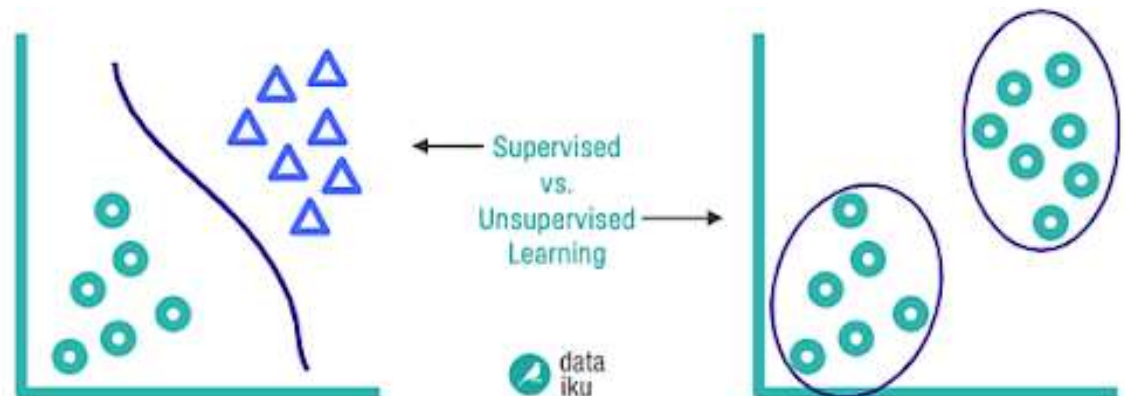 Supervised
vs.
Unsupervised
Learning
data
iku